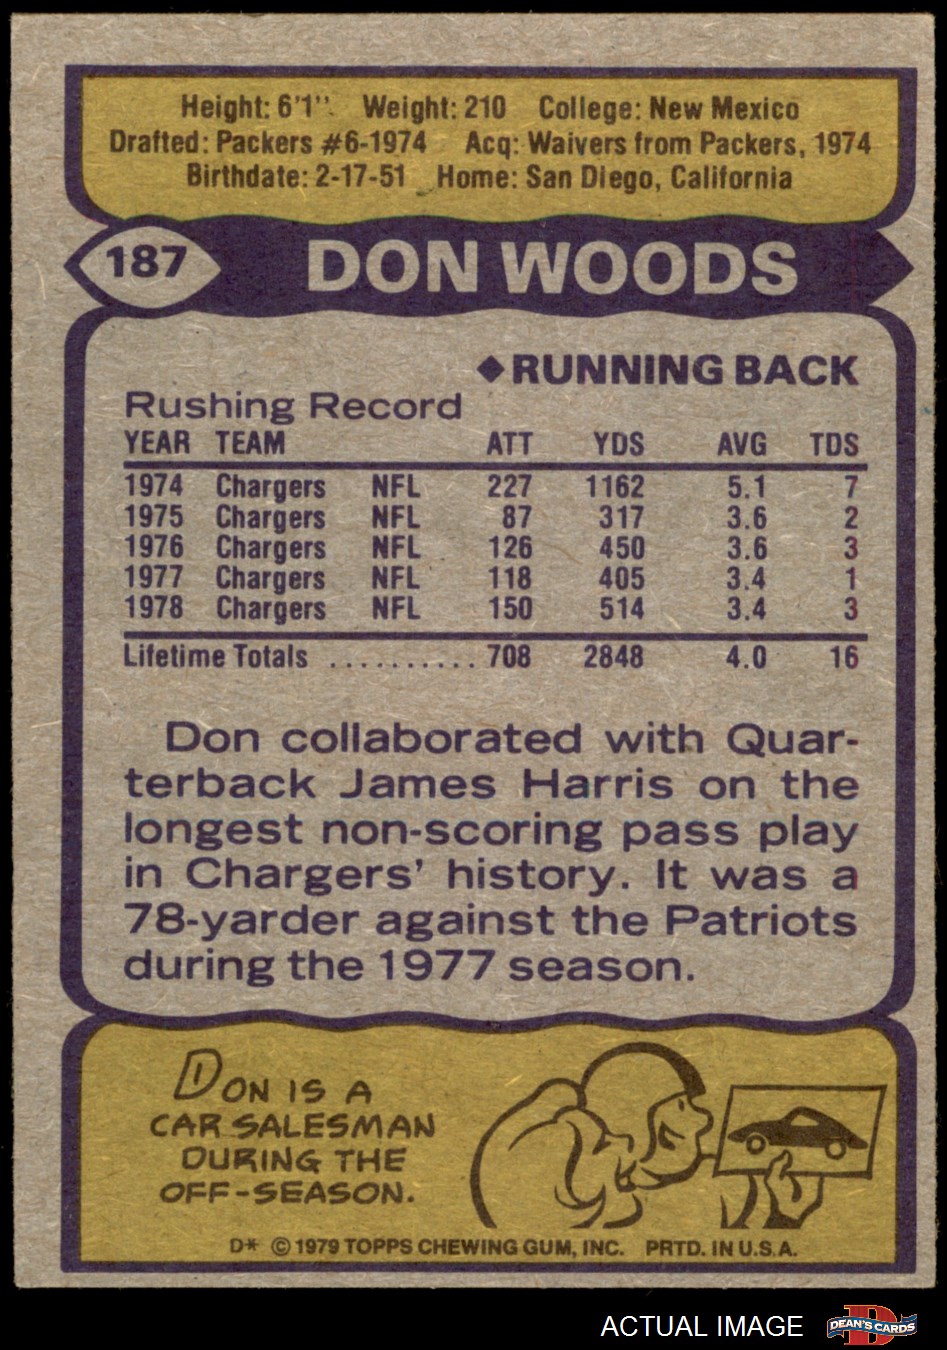 Height: 6'1" Weight: 210 College: New Mexico
Drafted: Packers #6-1974 Acq: Waivers from Packers, 1974
Birthdate: 2-17-51 Home: San Diego, California
187 DON WOODS
◆RUNNING BACK
Rushing Record
YEAR TEAM ATT YDS AVG TDS
1974 Chargers NFL 227 1162 5.1 7
1975 Chargers NFL 87 317 3.6 2
1976 Chargers NFL 126 450 3.6 3
1977 Chargers NFL 118 405 3.4 1
1978 Chargers NFL 150 514 3.4 3
Lifetime Totals .......... 708 2848 4.0 16
Don collaborated with Quar-
terback James Harris on the
longest non-scoring pass play
in Chargers' history. It was a
78-yarder against the Patriots
during the 1977 season.
DON IS A
CAR SALESMAN
DURING THE
OFF-SEASON.
D* © 1979 TOPPS CHEWING GUM, INC. PRTD. IN U.S.A.
ACTUAL IMAGE D DEAN'S CARDS